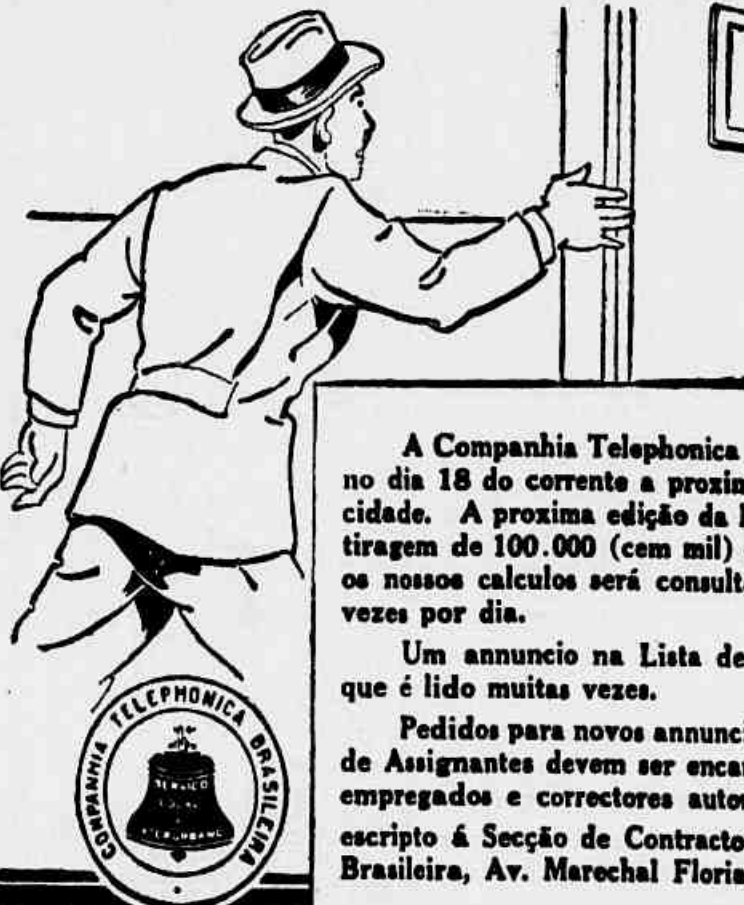 A Companhia Telephonica
no dia 18 do corrente a proxim
cidade. A proxima edição da
tiragem de 100.000 (cem mil)
os nossos calculos será consult
vezes por dia.
Um annuncio na Lista de
que é lido muitas vezes.
Pedidos para novos annunci
de Assignantes devem ser encar
empregados e correctores autor
escripto á Secção de Contracto
Brasileira, Av. Marechal Floria
COMPANHIA TELEPHONICA BRASILEIRA
SERVIÇO